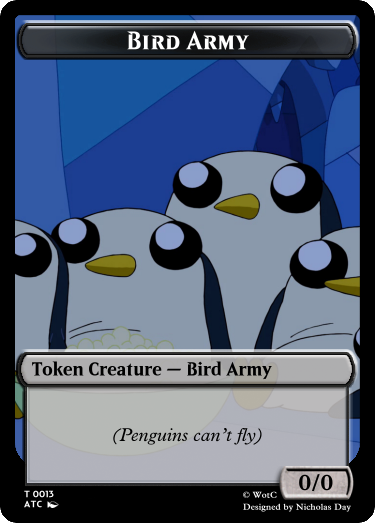 Bird Army
Token Creature — Bird Army
(Penguins can't fly)
0/0
T 0013
ATC
© WotC
Designed by Nicholas Day